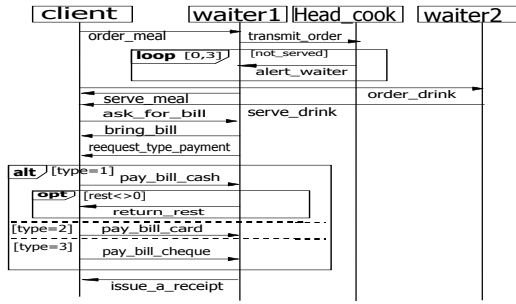 client waiter1 Head_cook waiter2
order_meal transmit_order
loop [0,3] [not_served]
alert_waiter
order_drink
serve_meal
ask_for_bill serve_drink
bring_bill
reequest_type_payment
alt [type=1]
pay_bill_cash
opt [rest<>0]
return_rest
[type=2] pay_bill_card
[type=3]
pay_bill_cheque
issue_a_receipt